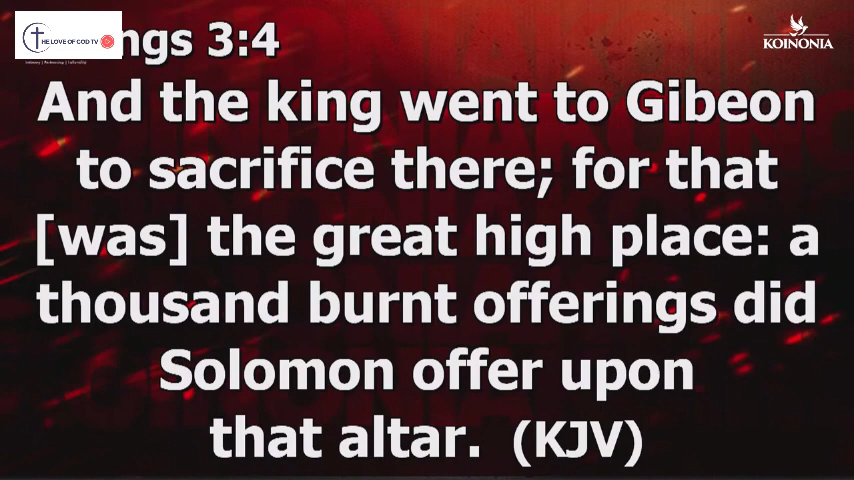 THE LOVE OF GOD TV
ngs 3:4
KOINONIA
And the king went to Gibeon
to sacrifice there; for that
[was] the great high place: a
thousand burnt offerings did
Solomon offer upon
that altar. (KJV)